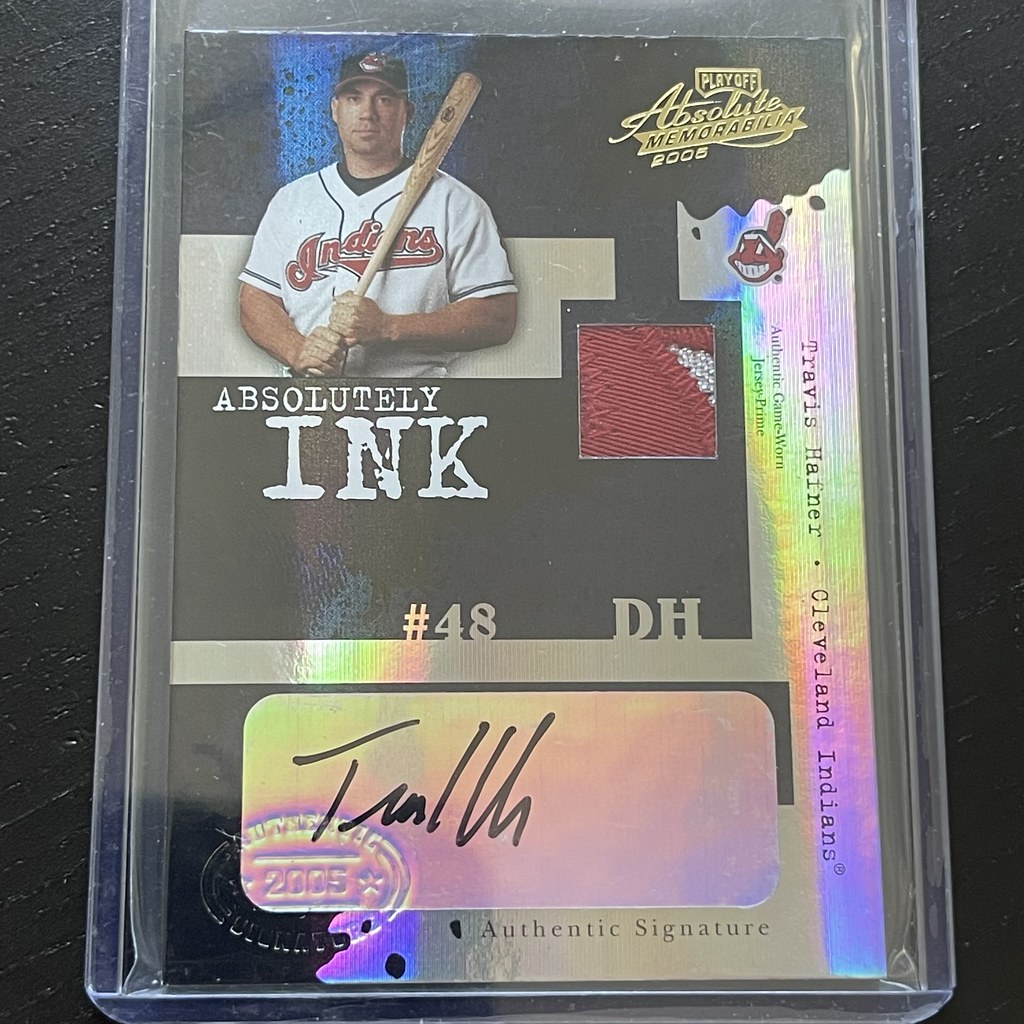 PLAYOFF
Absolute
MEMORABILIA
2005
Indians
Travis Hafner • Cleveland Indians®
Authentic Game-Worn
Jersey-Prime
ABSOLUTELY
INK
#48 DH
AUTHENTIC
2005
Authentic Signature